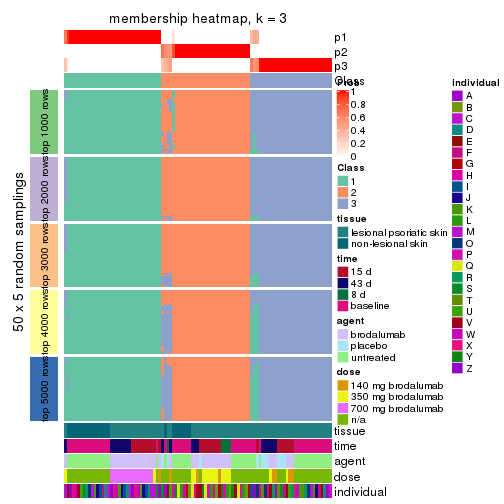 membership heatmap, k = 3
p1
p2
p3
Class
50 x 5 random samplings
top 1000 rows
top 2000 rows
top 3000 rows
top 4000 rows
top 5000 rows
tissue
time
agent
dose
individual
Prob
1
0.8
0.6
0.4
0.2
0
Class
1
2
3
tissue
lesional psoriatic skin
non-lesional skin
time
15 d
43 d
8 d
baseline
agent
brodalumab
placebo
untreated
dose
140 mg brodalumab
350 mg brodalumab
700 mg brodalumab
n/a
individual
A
B
C
D
E
F
G
H
I
J
K
L
M
O
P
Q
R
S
T
U
V
W
X
Y
Z